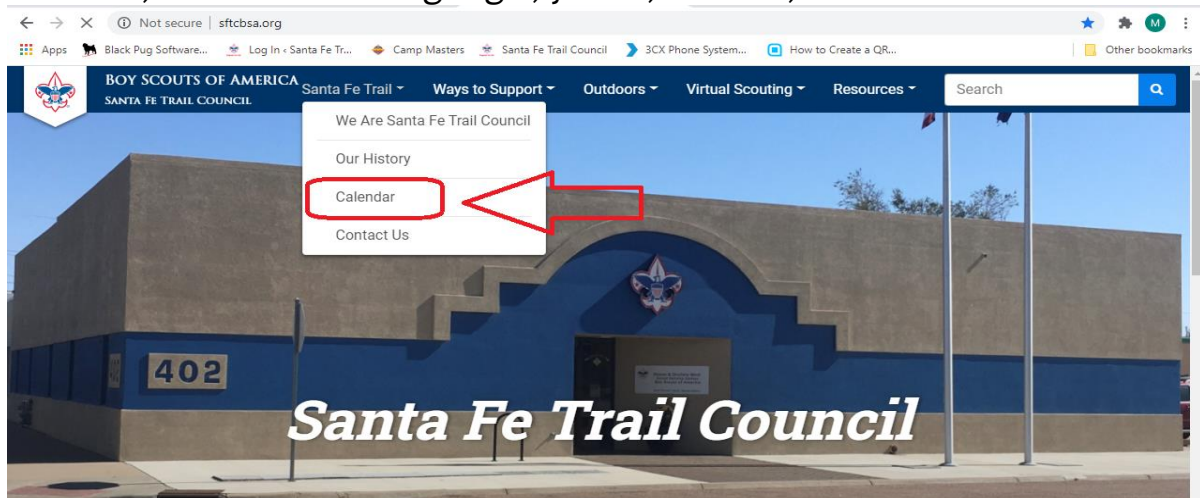 Not secure | sftcbsa.org
M
Apps Black Pug Software... Log In ‹ Santa Fe Tr... Camp Masters Santa Fe Trail Council 3CX Phone System... How to Create a QR... Other bookmarks
BOY SCOUTS OF AMERICA
SANTA FE TRAIL COUNCIL
Santa Fe Trail Ways to Support Outdoors Virtual Scouting Resources Search
We Are Santa Fe Trail Council
Our History
Calendar
Contact Us
402
Santa Fe Trail Council